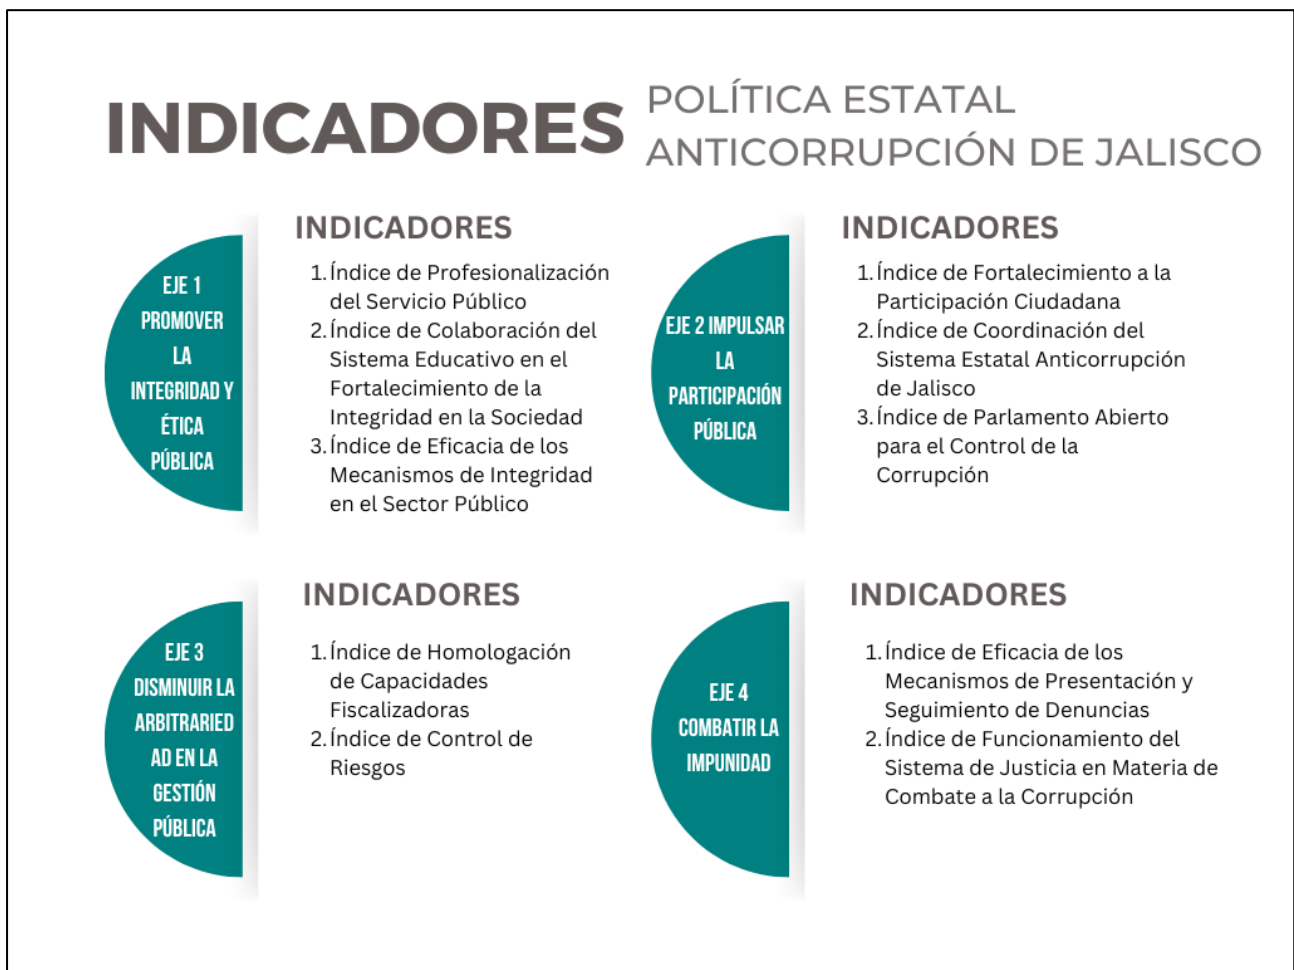 INDICADORES
POLÍTICA ESTATAL
ANTICORRUPCIÓN DE JALISCO
EJE 1
PROMOVER
LA
INTEGRIDAD Y
ÉTICA
PÚBLICA
INDICADORES
1. Índice de Profesionalización
del Servicio Público
2. Índice de Colaboración del
Sistema Educativo en el
Fortalecimiento de la
Integridad en la Sociedad
3. Índice de Eficacia de los
Mecanismos de Integridad
en el Sector Público
EJE 2 IMPULSAR
LA
PARTICIPACIÓN
PÚBLICA
INDICADORES
1. Índice de Fortalecimiento a la
Participación Ciudadana
2. Índice de Coordinación del
Sistema Estatal Anticorrupción
de Jalisco
3. Índice de Parlamento Abierto
para el Control de la
Corrupción
EJE 3
DISMINUIR LA
ARBITRARIED
AD EN LA
GESTIÓN
PÚBLICA
INDICADORES
1. Índice de Homologación
de Capacidades
Fiscalizadoras
2. Índice de Control de
Riesgos
EJE 4
COMBATIR LA
IMPUNIDAD
INDICADORES
1. Índice de Eficacia de los
Mecanismos de Presentación y
Seguimiento de Denuncias
2. Índice de Funcionamiento del
Sistema de Justicia en Materia de
Combate a la Corrupción